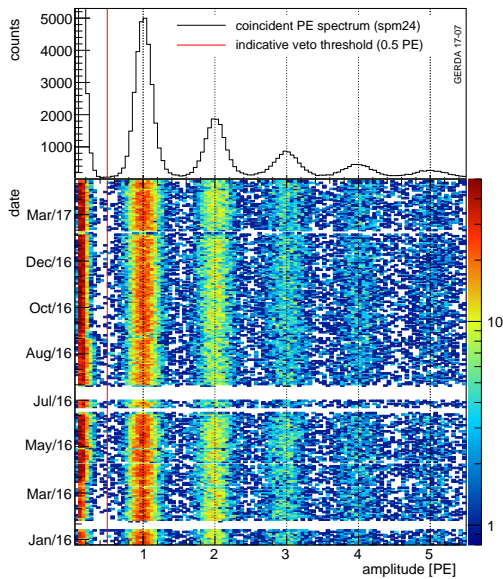 counts
5000
4000
3000
2000
1000
coincident PE spectrum (spm24)
indicative veto threshold (0.5 PE)
GERDA 17-07
date
Mar/17
Dec/16
Oct/16
Aug/16
Jul/16
May/16
Mar/16
Jan/16
10
1
1 2 3 4 5
amplitude [PE]